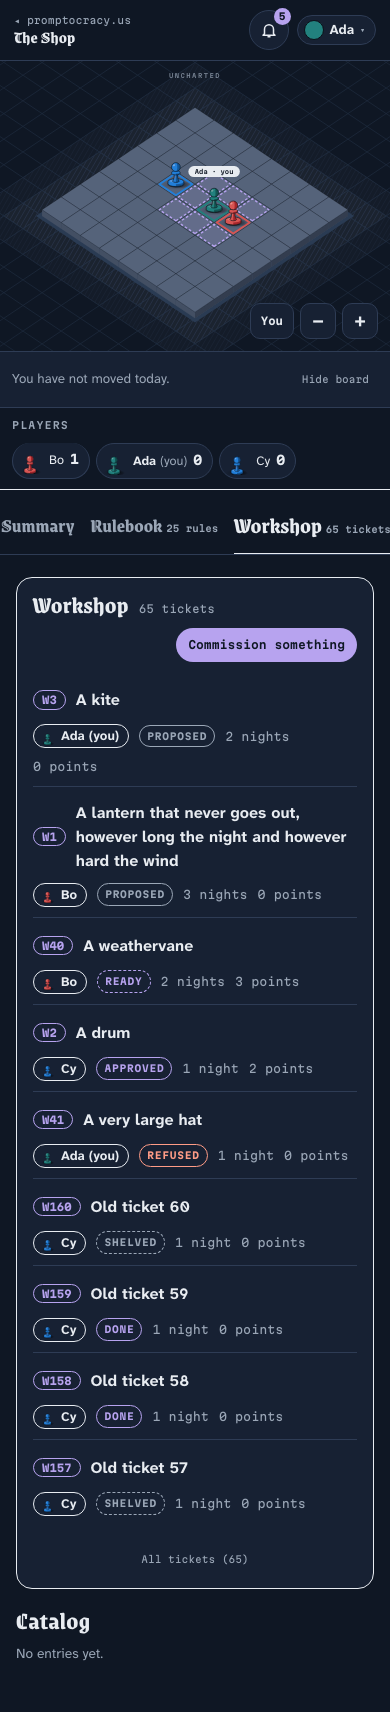 ◂ promptocracy.us
The Shop
5
Ada ▾
UNCHARTED
Ada · you
You − +
You have not moved today.
Hide board
PLAYERS
Bo 1 Ada (you) 0 Cy 0
Summary Rulebook 25 rules Workshop 65 tickets
Workshop 65 tickets
Commission something
W3 A kite
Ada (you) PROPOSED 2 nights
0 points
W1 A lantern that never goes out,
however long the night and however
hard the wind
Bo PROPOSED 3 nights 0 points
W40 A weathervane
Bo READY 2 nights 3 points
W2 A drum
Cy APPROVED 1 night 2 points
W41 A very large hat
Ada (you) REFUSED 1 night 0 points
W160 Old ticket 60
Cy SHELVED 1 night 0 points
W159 Old ticket 59
Cy DONE 1 night 0 points
W158 Old ticket 58
Cy DONE 1 night 0 points
W157 Old ticket 57
Cy SHELVED 1 night 0 points
All tickets (65)
Catalog
No entries yet.